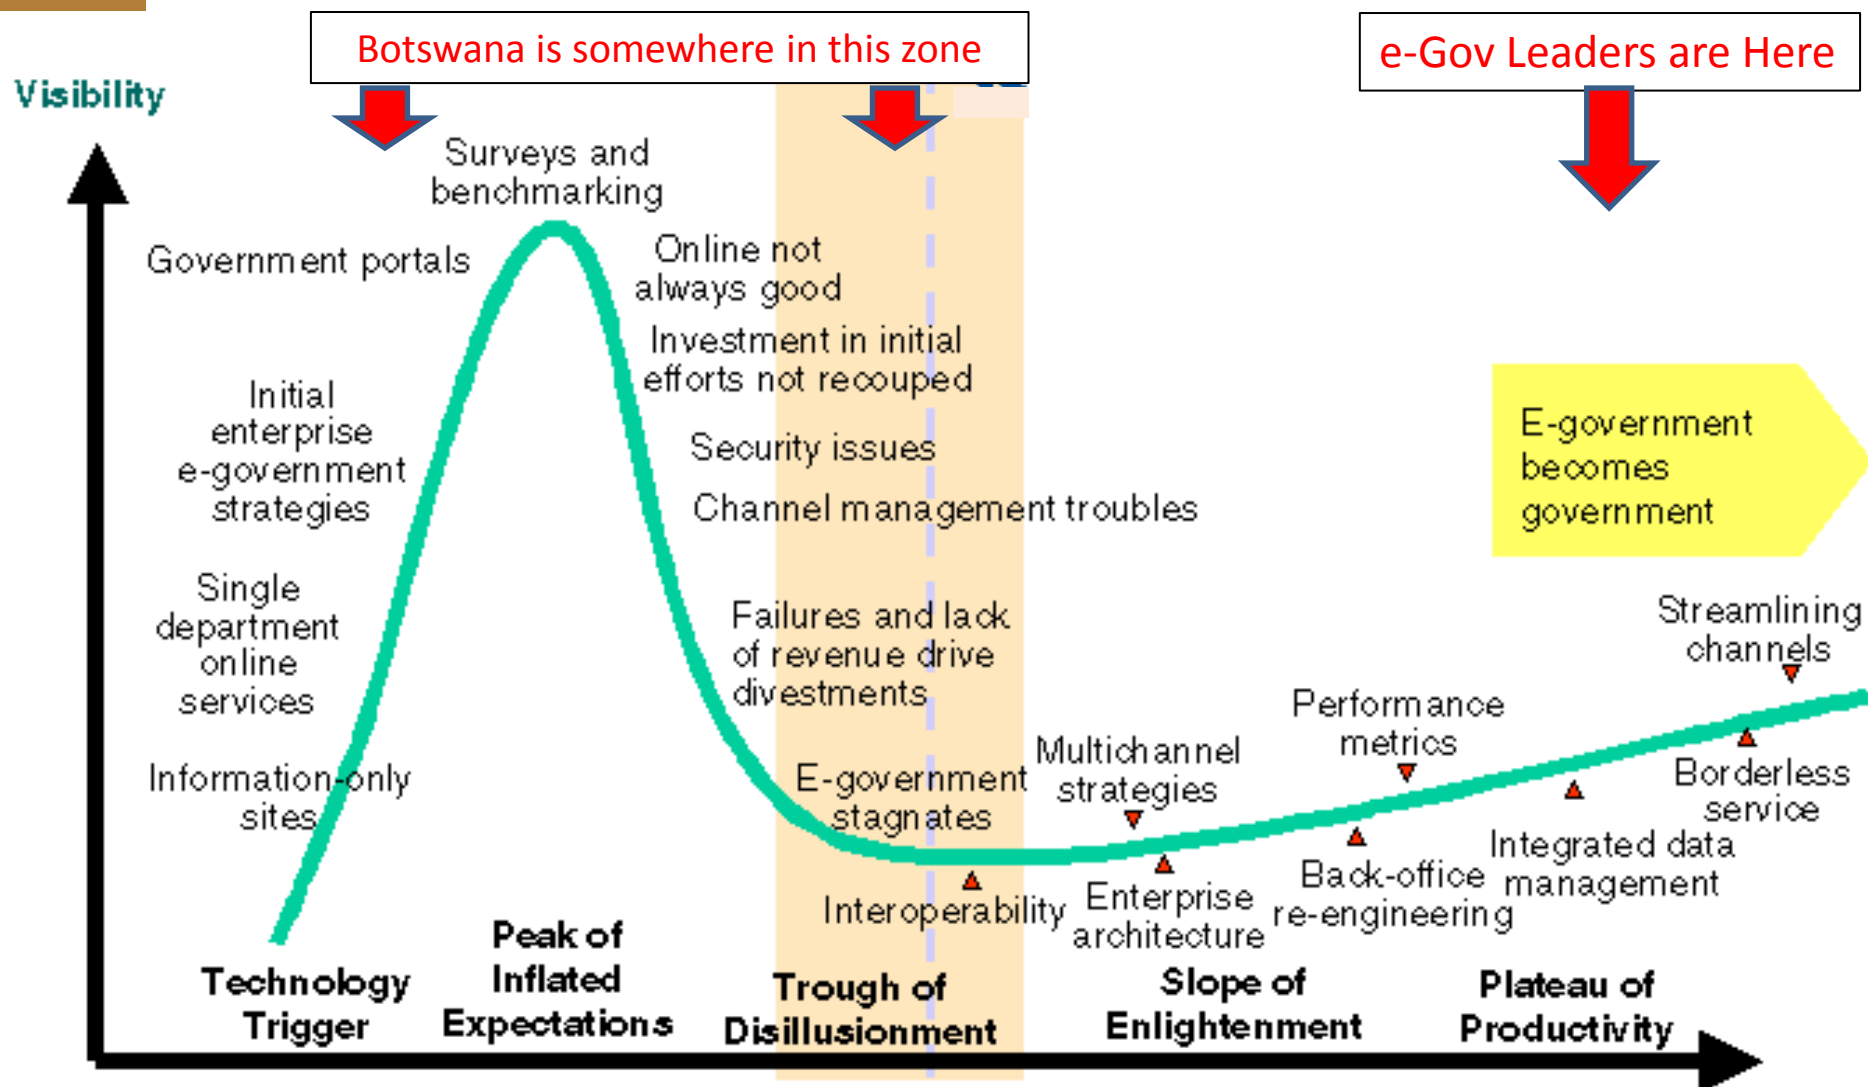 Botswana is somewhere in this zone
e-Gov Leaders are Here
Visibility
Surveys and
benchmarking
Government portals
Online not
always good
Investment in initial
efforts not recouped
Initial
enterprise
e-government
strategies
Security issues
Channel management troubles
E-government
becomes
government
Single
department
online
services
Failures and lack
of revenue drive
divestments
Information-only
sites
E-government
stagnates
Multichannel
strategies
Performance
metrics
Streamlining
channels
Interoperability
Enterprise
architecture
Back-office
re-engineering
Integrated data
management
Borderless
service
Technology
Trigger
Peak of
Inflated
Expectations
Trough of
Disillusionment
Slope of
Enlightenment
Plateau of
Productivity